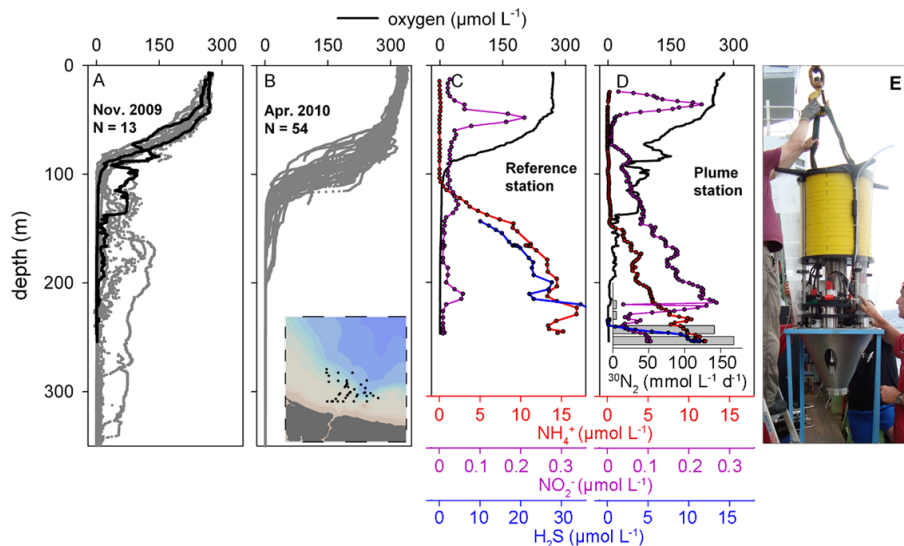 oxygen (µmol L⁻¹)
0 150 300 0 150 300 0 150 300 0 150 300
0
100
200
300
depth (m)
A
Nov. 2009
N = 13
B
Apr. 2010
N = 54
C
Reference
station
D
Plume
station
E
0 50 100 150
³⁰N₂ (mmol L⁻¹ d⁻¹)
0 5 10 15 0 5 10 15
NH₄⁺ (µmol L⁻¹)
0 0.1 0.2 0.3 0 0.1 0.2 0.3
NO₂⁻ (µmol L⁻¹)
0 10 20 30 0 5 10 15
H₂S (µmol L⁻¹)